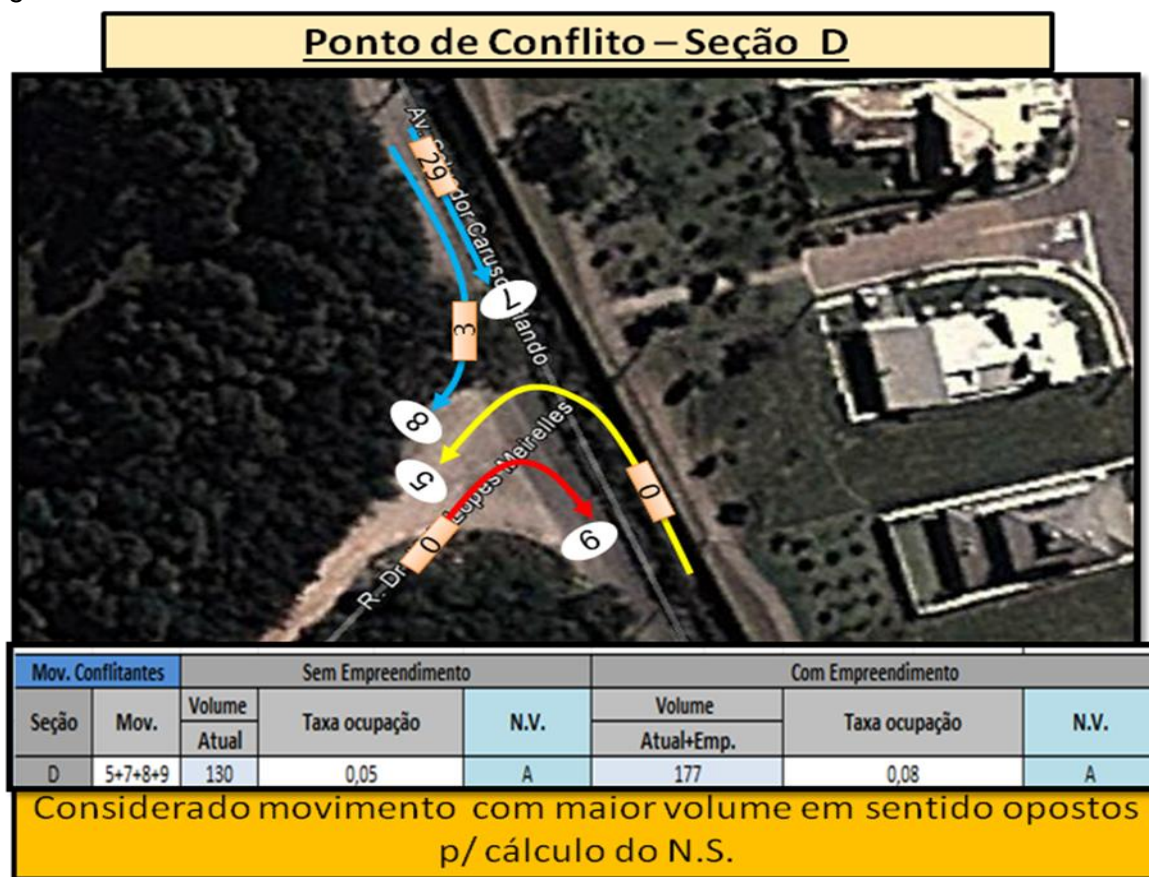 Ponto de Conflito – Seção D
Av. Salvador Caruso Orlando
29
7
3
8
5
R. Dr Lopes Meirelles
0
9
0
Mov. Conflitantes Sem Empreendimento Com Empreendimento
Seção Mov. Volume Taxa ocupação N.V. Volume Taxa ocupação N.V.
Atual Atual+Emp.
D 5+7+8+9 130 0,05 A 177 0,08 A
Considerado movimento com maior volume em sentido opostos
p/ cálculo do N.S.